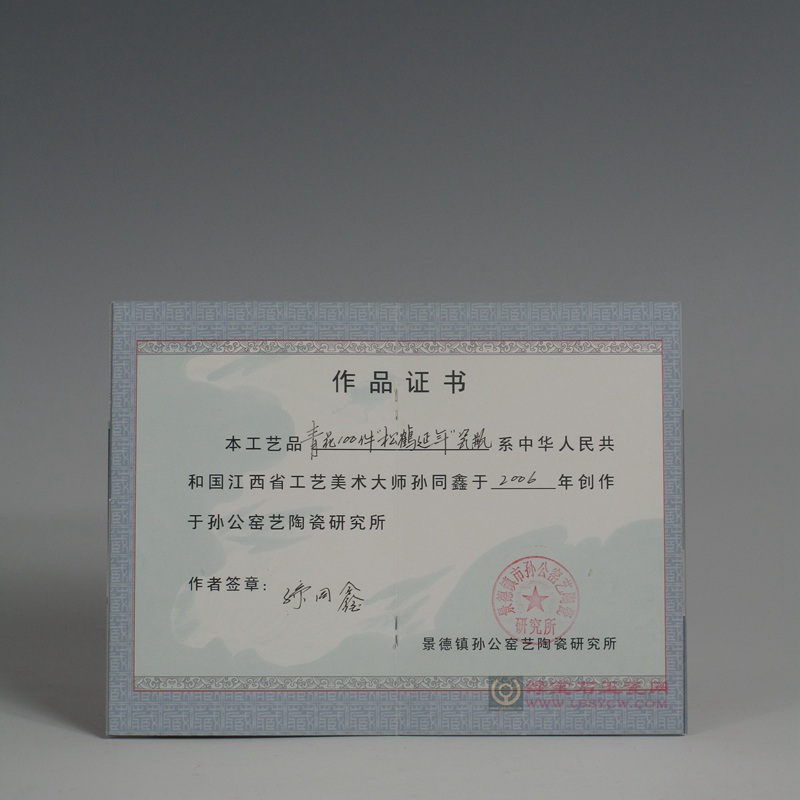 作品证书
本工艺品青花100件"松鹤延年"瓷瓶系中华人民共
和国江西省工艺美术大师孙同鑫于2006年创作
于孙公窑艺陶瓷研究所
作者签章：孙同鑫
景德镇市孙公窑艺陶瓷
研究所
景德镇孙公窑艺陶瓷研究所
WWW.LBSYCW.COM